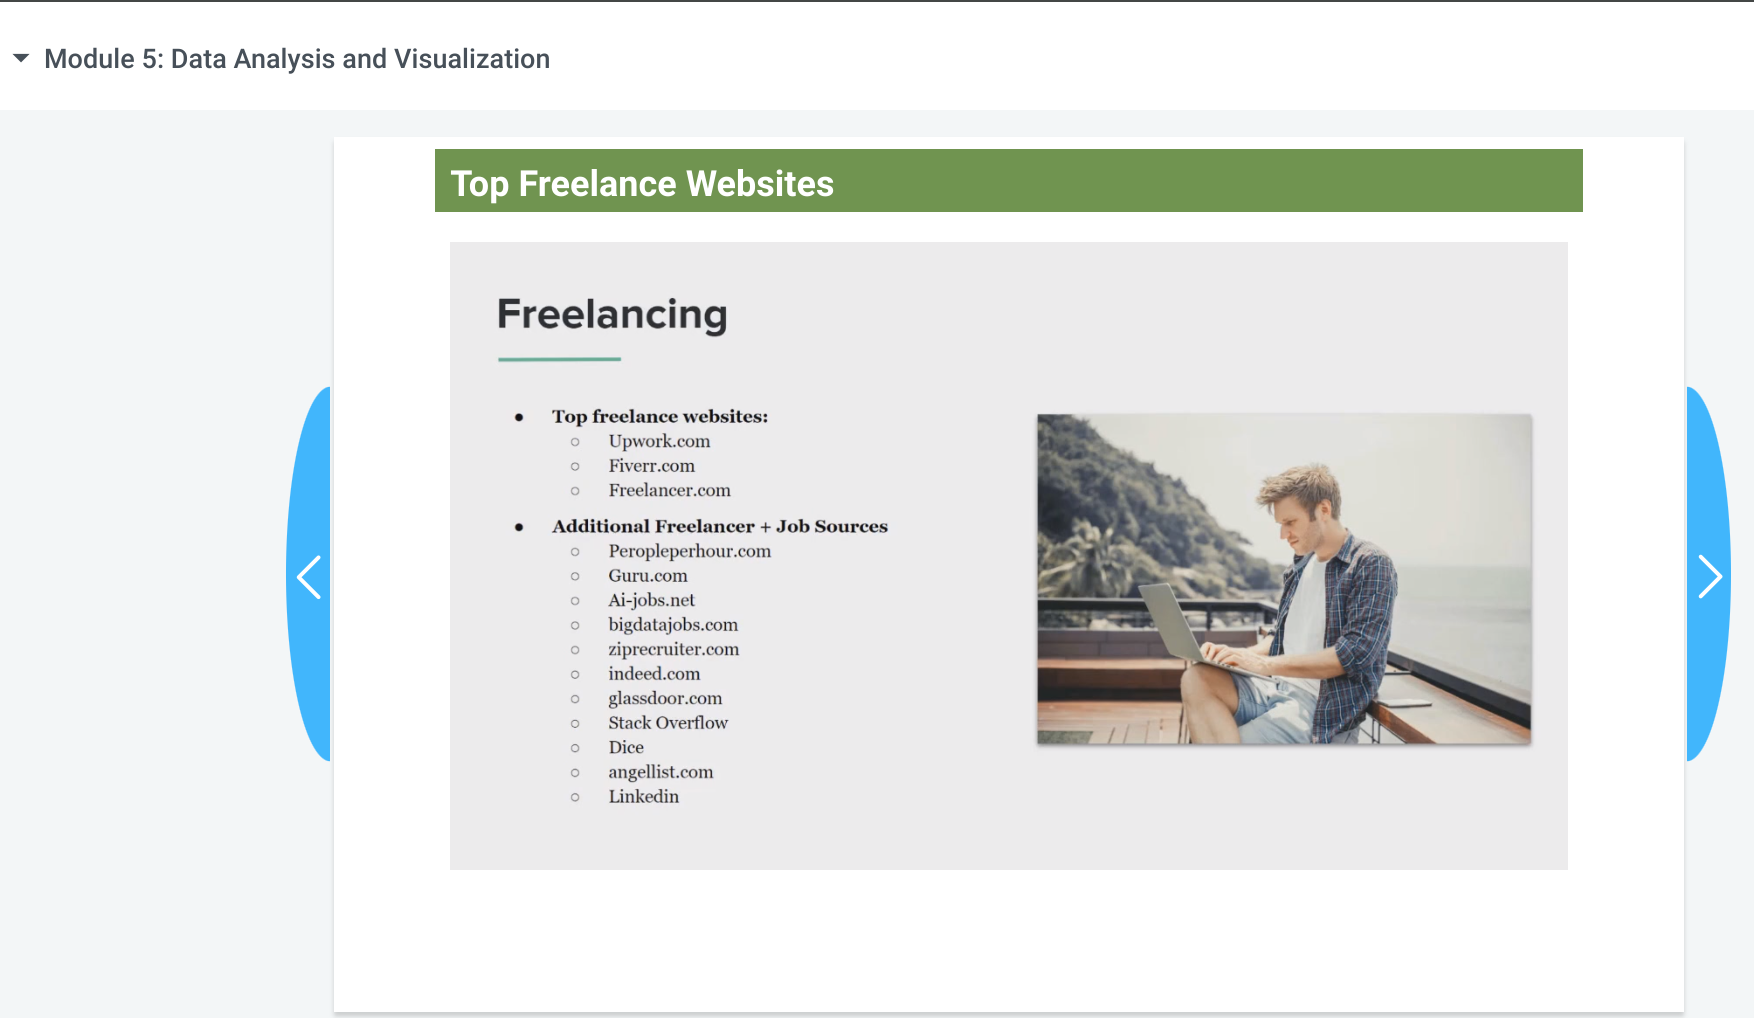 Module 5: Data Analysis and Visualization
Top Freelance Websites
Freelancing
Top freelance websites:
Upwork.com
Fiverr.com
Freelancer.com
Additional Freelancer + Job Sources
Peropleperhour.com
Guru.com
Ai-jobs.net
bigdatajobs.com
ziprecruiter.com
indeed.com
glassdoor.com
Stack Overflow
Dice
angellist.com
Linkedin